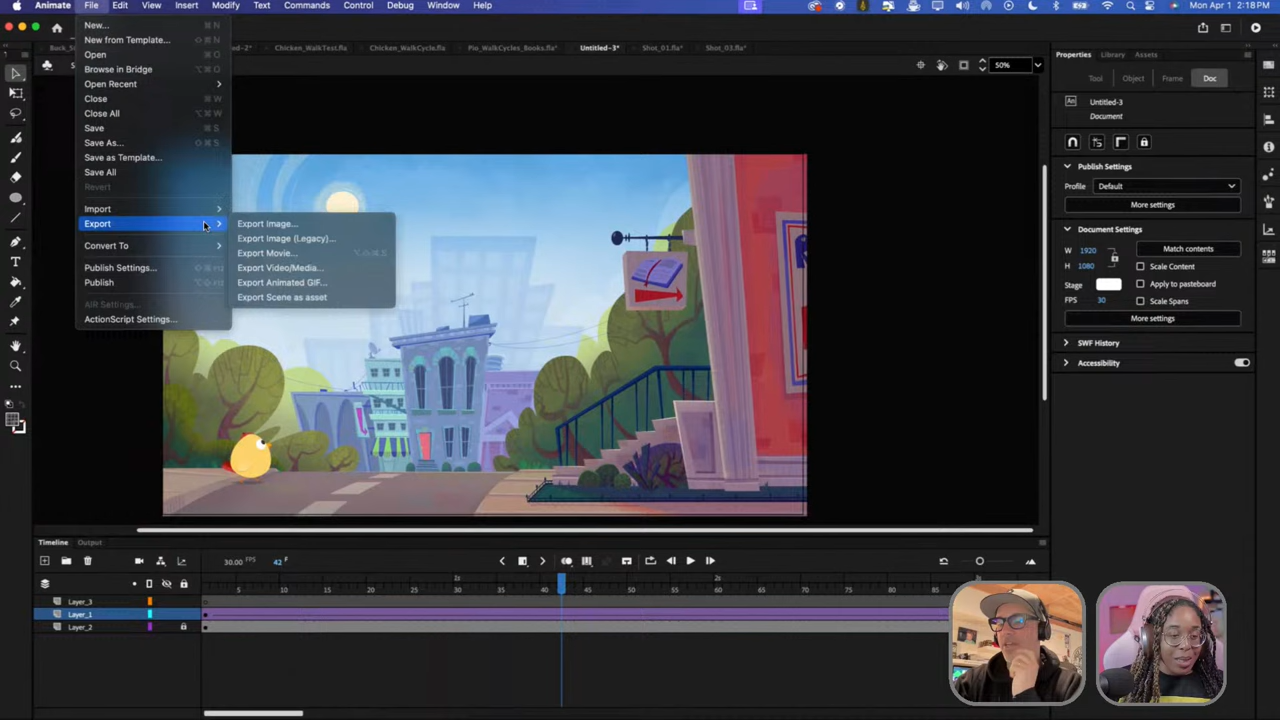 Animate File Edit View Insert Modify Text Commands Control Debug Window Help Mon Apr 1 2:18 PM
Chicken_WalkTest.fla* Chicken_WalkCycle.fla* Pio_WalkCycles_Books.fla* Untitled-3* Shot_01.fla* Shot_03.fla*
50%
New... ⌘ N
New from Template... ⇧⌘ N
Open ⌘ O
Browse in Bridge ⌥⌘ O
Open Recent
Close ⌘ W
Close All ⌥⌘ W
Save ⌘ S
Save As... ⇧⌘ S
Save as Template...
Save All
Revert
Import
Export
Convert To
Publish Settings...
Publish
AIR Settings...
ActionScript Settings...
Export Image...
Export Image (Legacy)...
Export Movie... ⌥⇧⌘ S
Export Video/Media...
Export Animated GIF...
Export Scene as asset
Properties Library Assets
Tool Object Frame Doc
An Untitled-3
Document
Publish Settings
Profile Default
More settings
Document Settings
W 1920 Match contents
H 1080 Scale Content
Stage Apply to pasteboard
FPS 30 Scale Spans
More settings
SWF History
Accessibility
Timeline Output
30.00 FPS 42 F
1s 2s
5 10 15 20 25 30 35 40 45 50 55 60 65 70 75 80 85
Layer_3
Layer_1
Layer_2